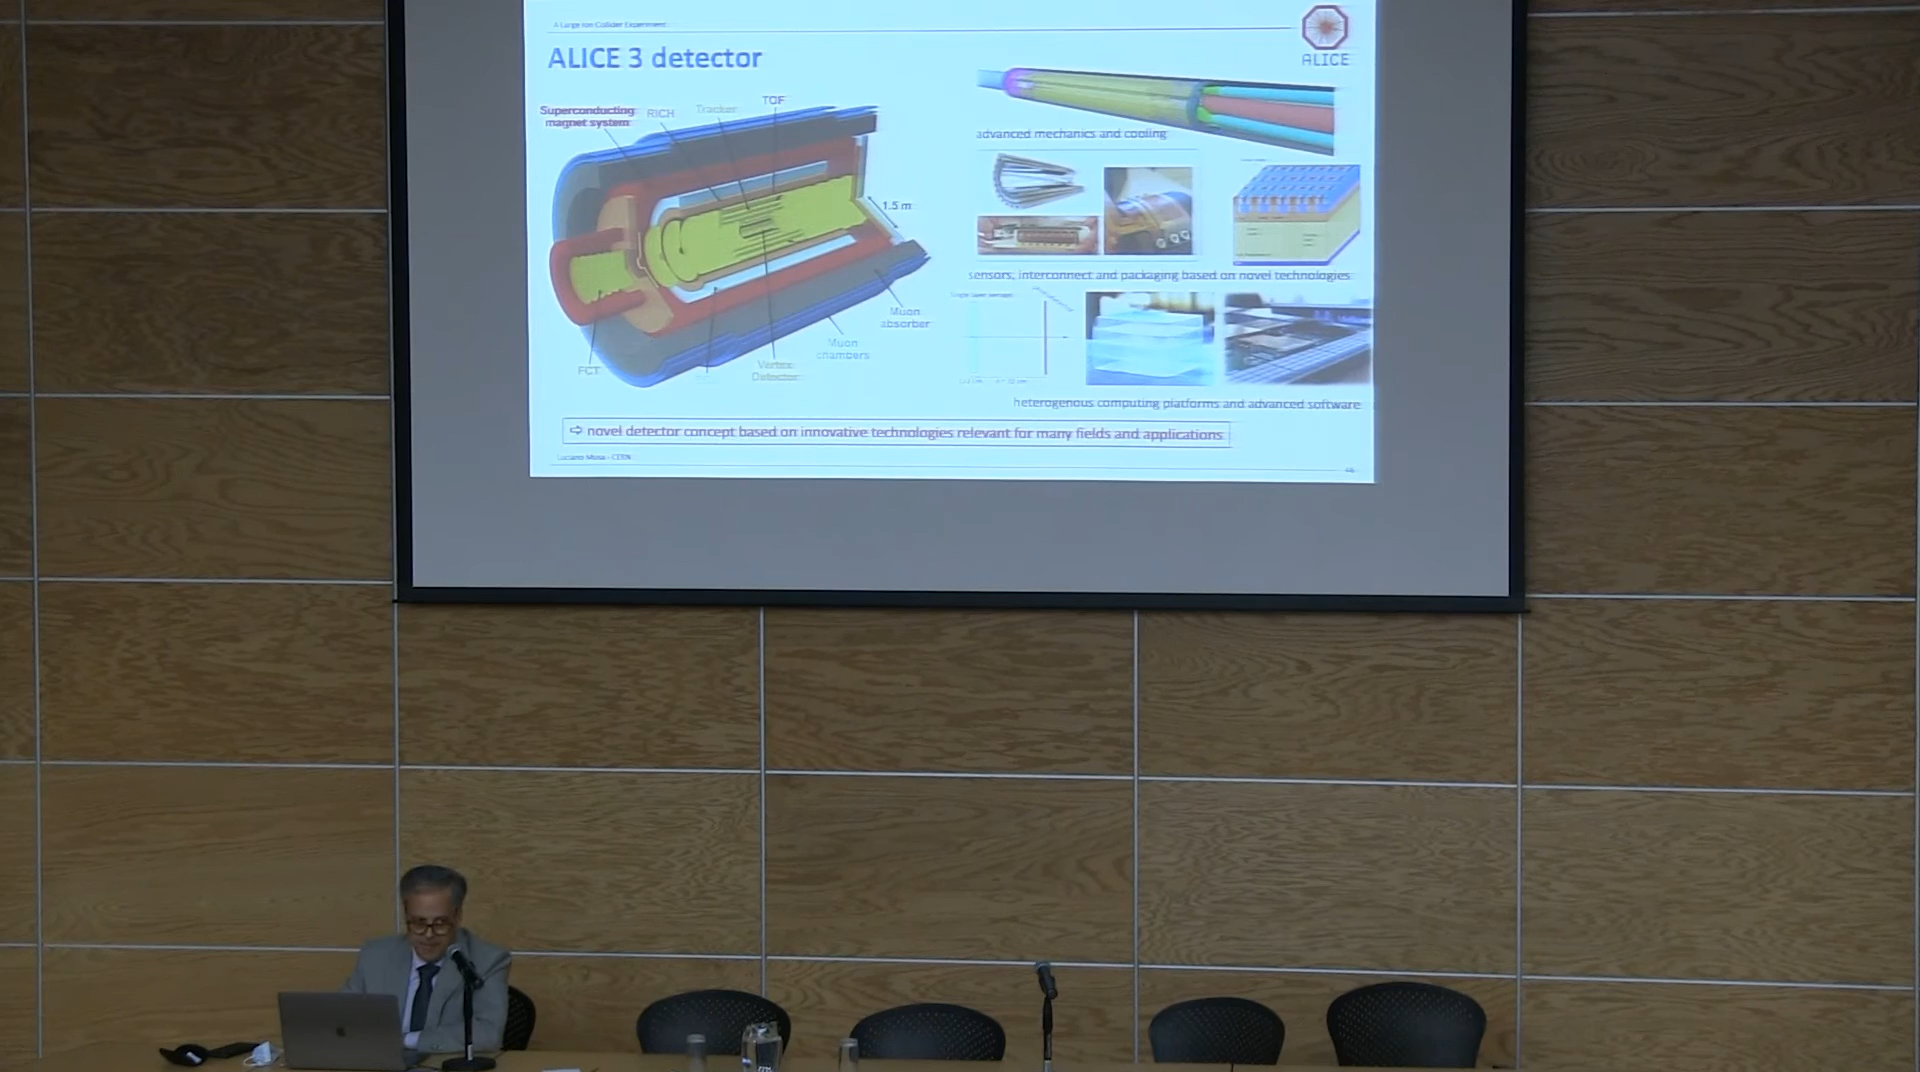 A Large Ion Collider Experiment
ALICE
ALICE 3 detector
Superconducting
magnet system
RICH
Tracker
TOF
1.5 m
Muon
absorber
Muon
chambers
Vertex
Detector
FCT
advanced mechanics and cooling
sensors, interconnect and packaging based on novel technologies
heterogenous computing platforms and advanced software
⇨ novel detector concept based on innovative technologies relevant for many fields and applications
Luciano Musa - CERN